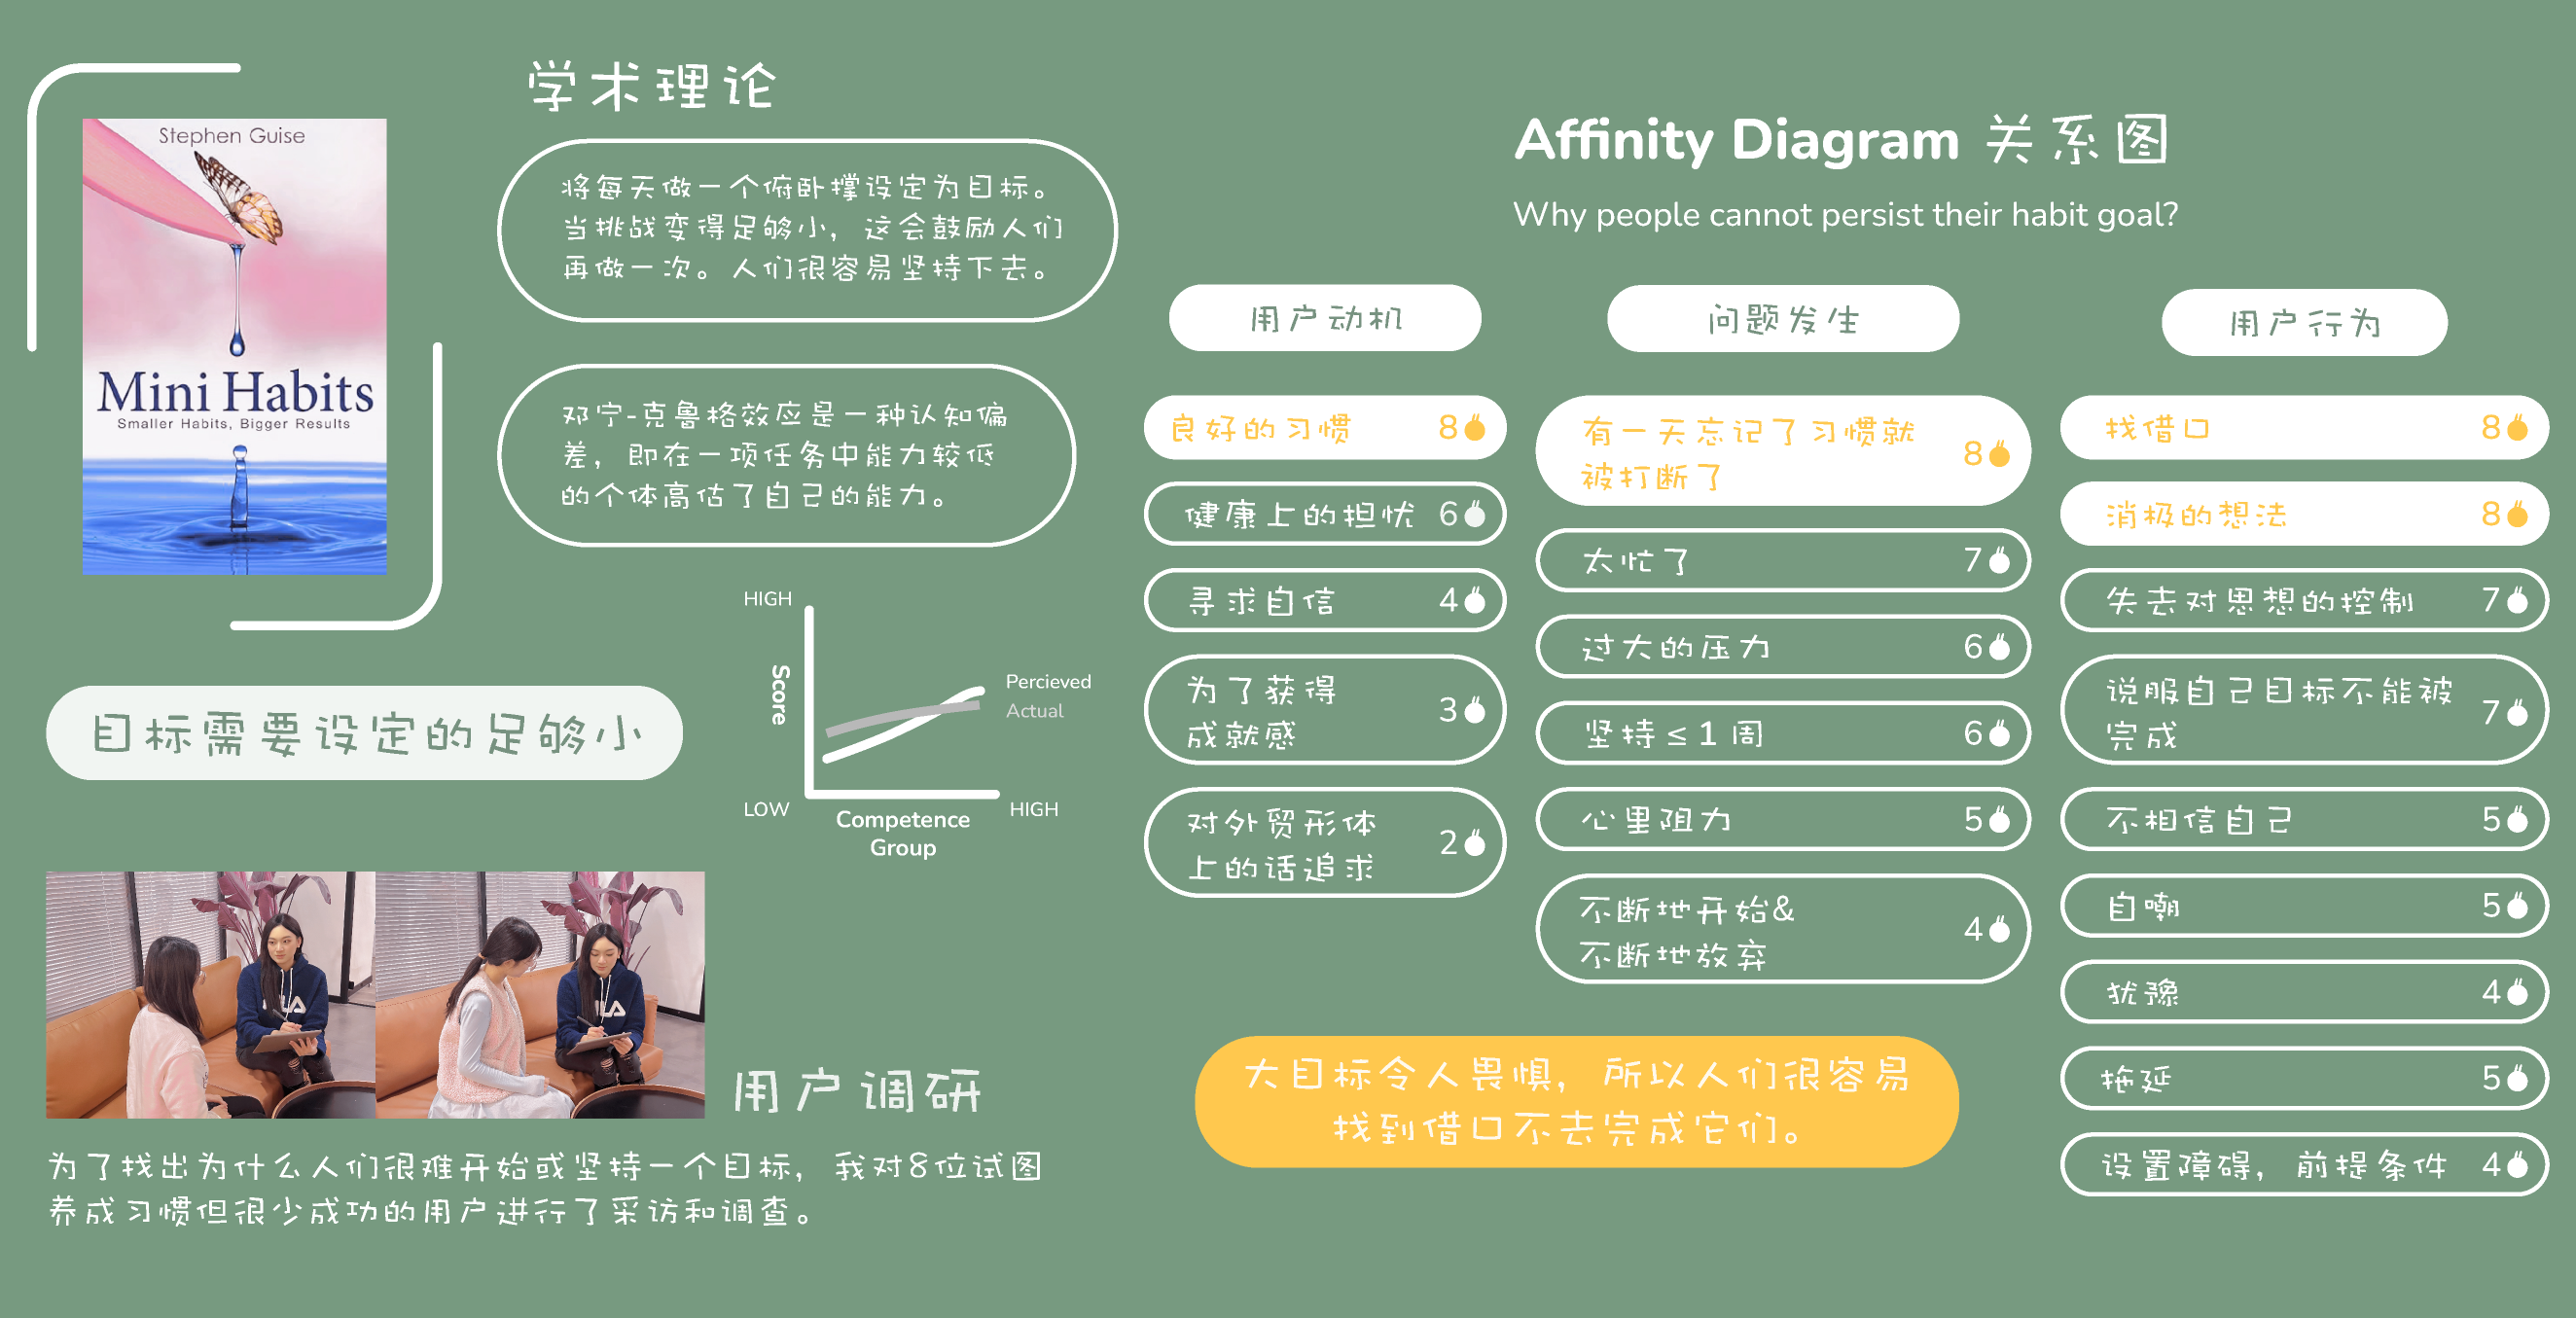 Stephen Guise
Mini Habits
Smaller Habits, Bigger Results
学术理论
将每天做一个俯卧撑设定为目标。
当挑战变得足够小，这会鼓励人们
再做一次。人们很容易坚持下去。
邓宁-克鲁格效应是一种认知偏
差，即在一项任务中能力较低
的个体高估了自己的能力。
目标需要设定的足够小
HIGH
Score
Percieved
Actual
LOW
HIGH
Competence
Group
用户调研
为了找出为什么人们很难开始或坚持一个目标，我对8位试图
养成习惯但很少成功的用户进行了采访和调查。
Affinity Diagram 关系图
Why people cannot persist their habit goal?
用户动机
良好的习惯 8
健康上的担忧 6
寻求自信 4
为了获得
成就感 3
对外贸形体
上的话追求 2
问题发生
有一天忘记了习惯就
被打断了 8
太忙了 7
过大的压力 6
坚持≤1周 6
心里阻力 5
不断地开始&
不断地放弃 4
用户行为
找借口 8
消极的想法 8
失去对思想的控制 7
说服自己目标不能被
完成 7
不相信自己 5
自嘲 5
犹豫 4
拖延 5
设置障碍，前提条件 4
大目标令人畏惧，所以人们很容易
找到借口不去完成它们。